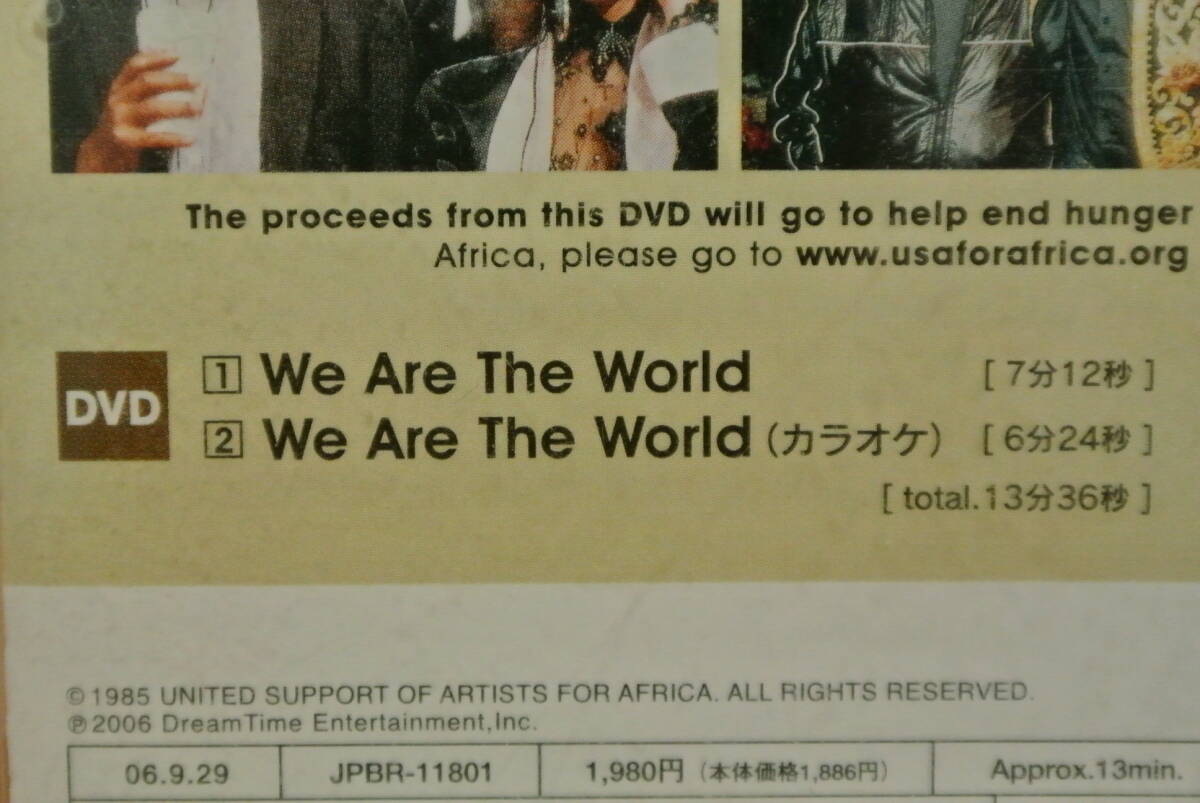 The proceeds from this DVD will go to help end hunger
Africa, please go to www.usaforafrica.org
DVD
1 We Are The World [ 7分12秒 ]
2 We Are The World (カラオケ) [ 6分24秒 ]
[ total.13分36秒 ]
© 1985 UNITED SUPPORT OF ARTISTS FOR AFRICA. ALL RIGHTS RESERVED.
℗ 2006 DreamTime Entertainment,Inc.
06.9.29 JPBR-11801 1,980円 (本体価格1,886円) Approx.13min.